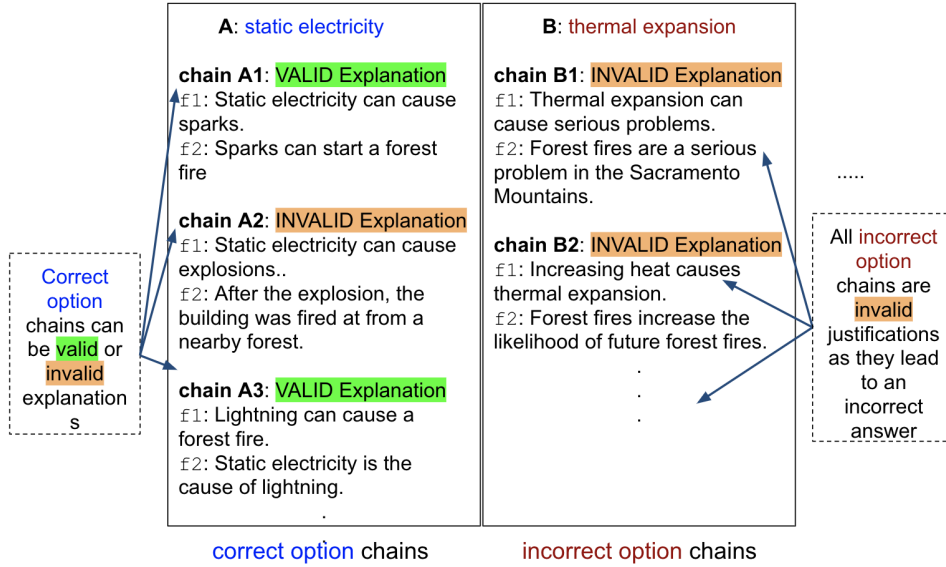 A: static electricity
chain A1: VALID Explanation
f1: Static electricity can cause
sparks.
f2: Sparks can start a forest
fire
chain A2: INVALID Explanation
f1: Static electricity can cause
explosions..
f2: After the explosion, the
building was fired at from a
nearby forest.
chain A3: VALID Explanation
f1: Lightning can cause a
forest fire.
f2: Static electricity is the
cause of lightning.
.
.
correct option chains
B: thermal expansion
chain B1: INVALID Explanation
f1: Thermal expansion can
cause serious problems.
f2: Forest fires are a serious
problem in the Sacramento
Mountains.
chain B2: INVALID Explanation
f1: Increasing heat causes
thermal expansion.
f2: Forest fires increase the
likelihood of future forest fires.
.
.
.
incorrect option chains
Correct
option
chains can
be valid or
invalid
explanation
s
.....
All incorrect
option
chains are
invalid
justifications
as they lead
to an
incorrect
answer